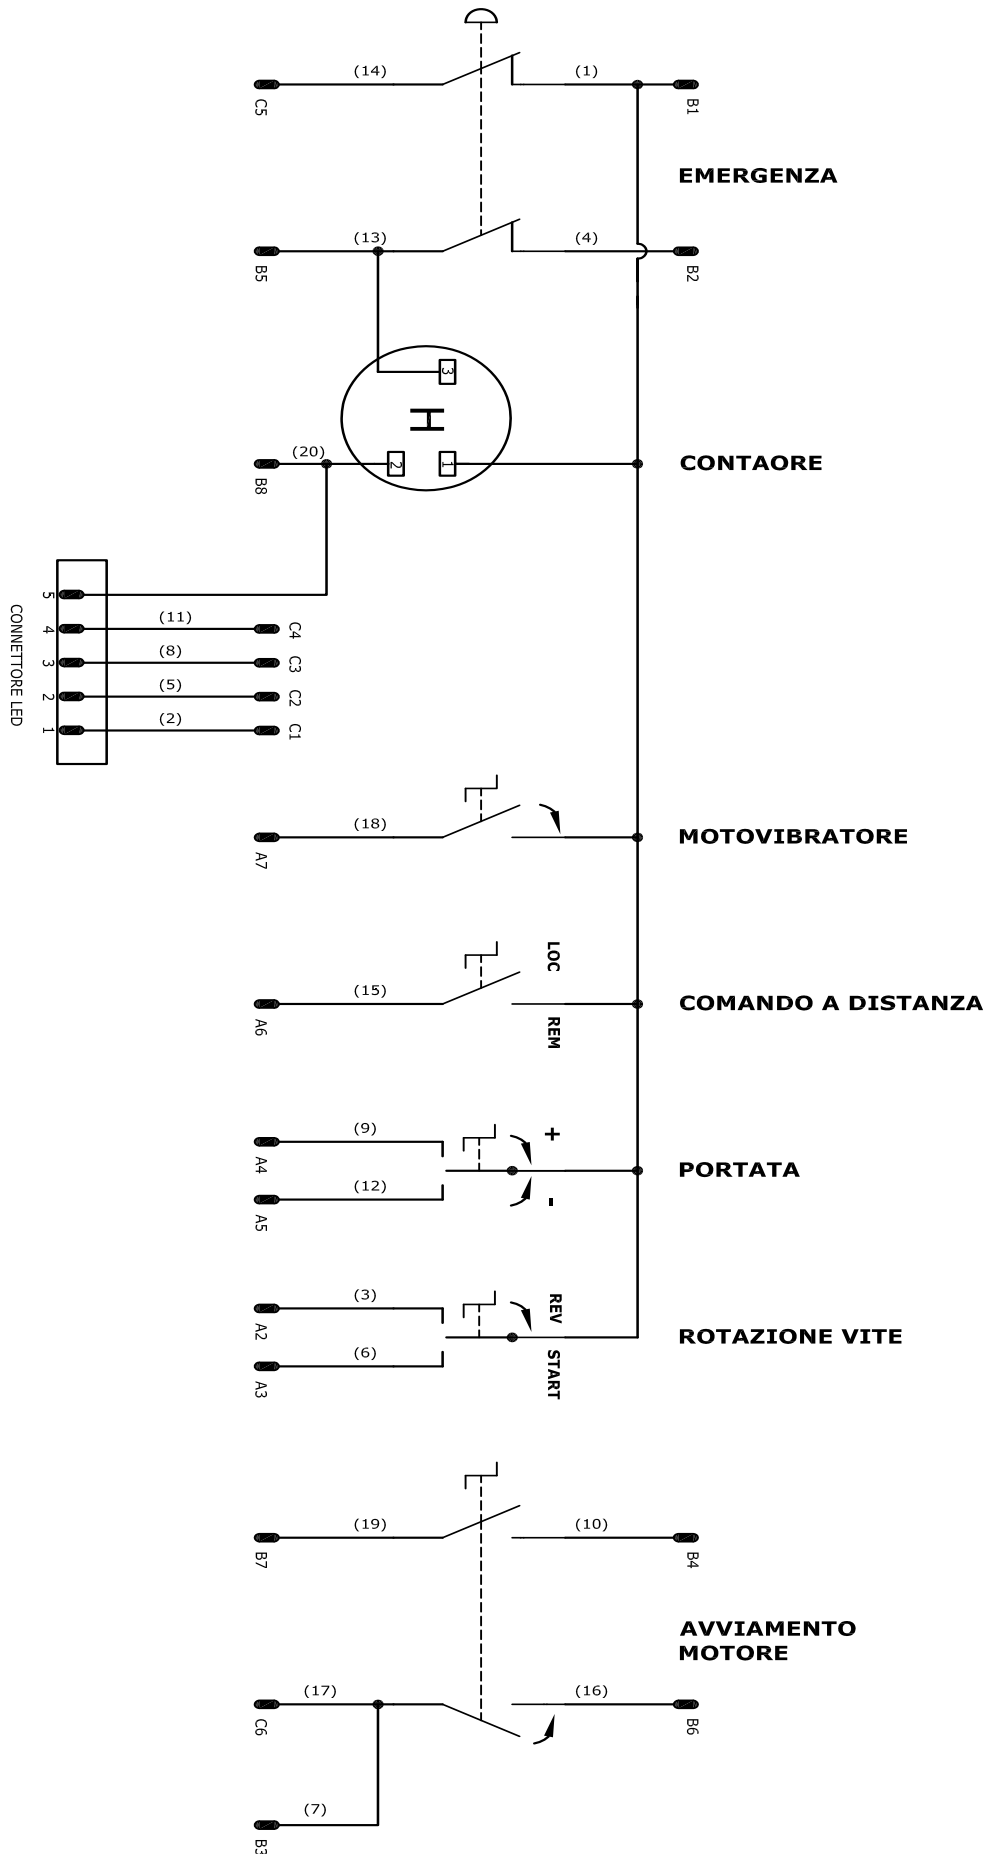 (14)
(1)
C5
B1
EMERGENZA
(13)
(4)
B5
B2
3
H
(20)
2
1
CONTAORE
B8
5
(11)
4
C4
(8)
3
C3
(5)
2
C2
(2)
1
C1
CONNETTORE LED
(18)
MOTOVIBRATORE
A7
LOC
(15)
COMANDO A DISTANZA
A6
REM
(9)
+
A4
PORTATA
(12)
-
A5
(3)
REV
A2
ROTAZIONE VITE
(6)
START
A3
(19)
(10)
B7
B4
AVVIAMENTO
MOTORE
(17)
(16)
C6
B6
(7)
B3